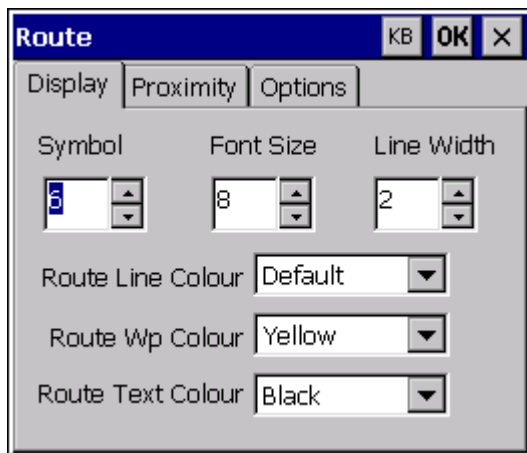 Route KB OK ×
Display Proximity Options
Symbol Font Size Line Width
6 8 2
Route Line Colour Default
Route Wp Colour Yellow
Route Text Colour Black